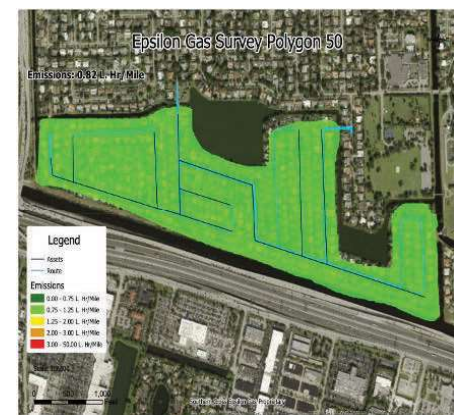 Epsilon Gas Survey Polygon 50
Emissions: 0.82 L. Hr/Mile
Legend
Assets
Route
Emissions
0.00 - 0.75 L. Hr/Mile
0.75 - 1.25 L. Hr/Mile
1.25 - 2.00 L. Hr/Mile
2.00 - 3.00 L. Hr/Mile
3.00 - 50.00 L. Hr/Mile
Scale